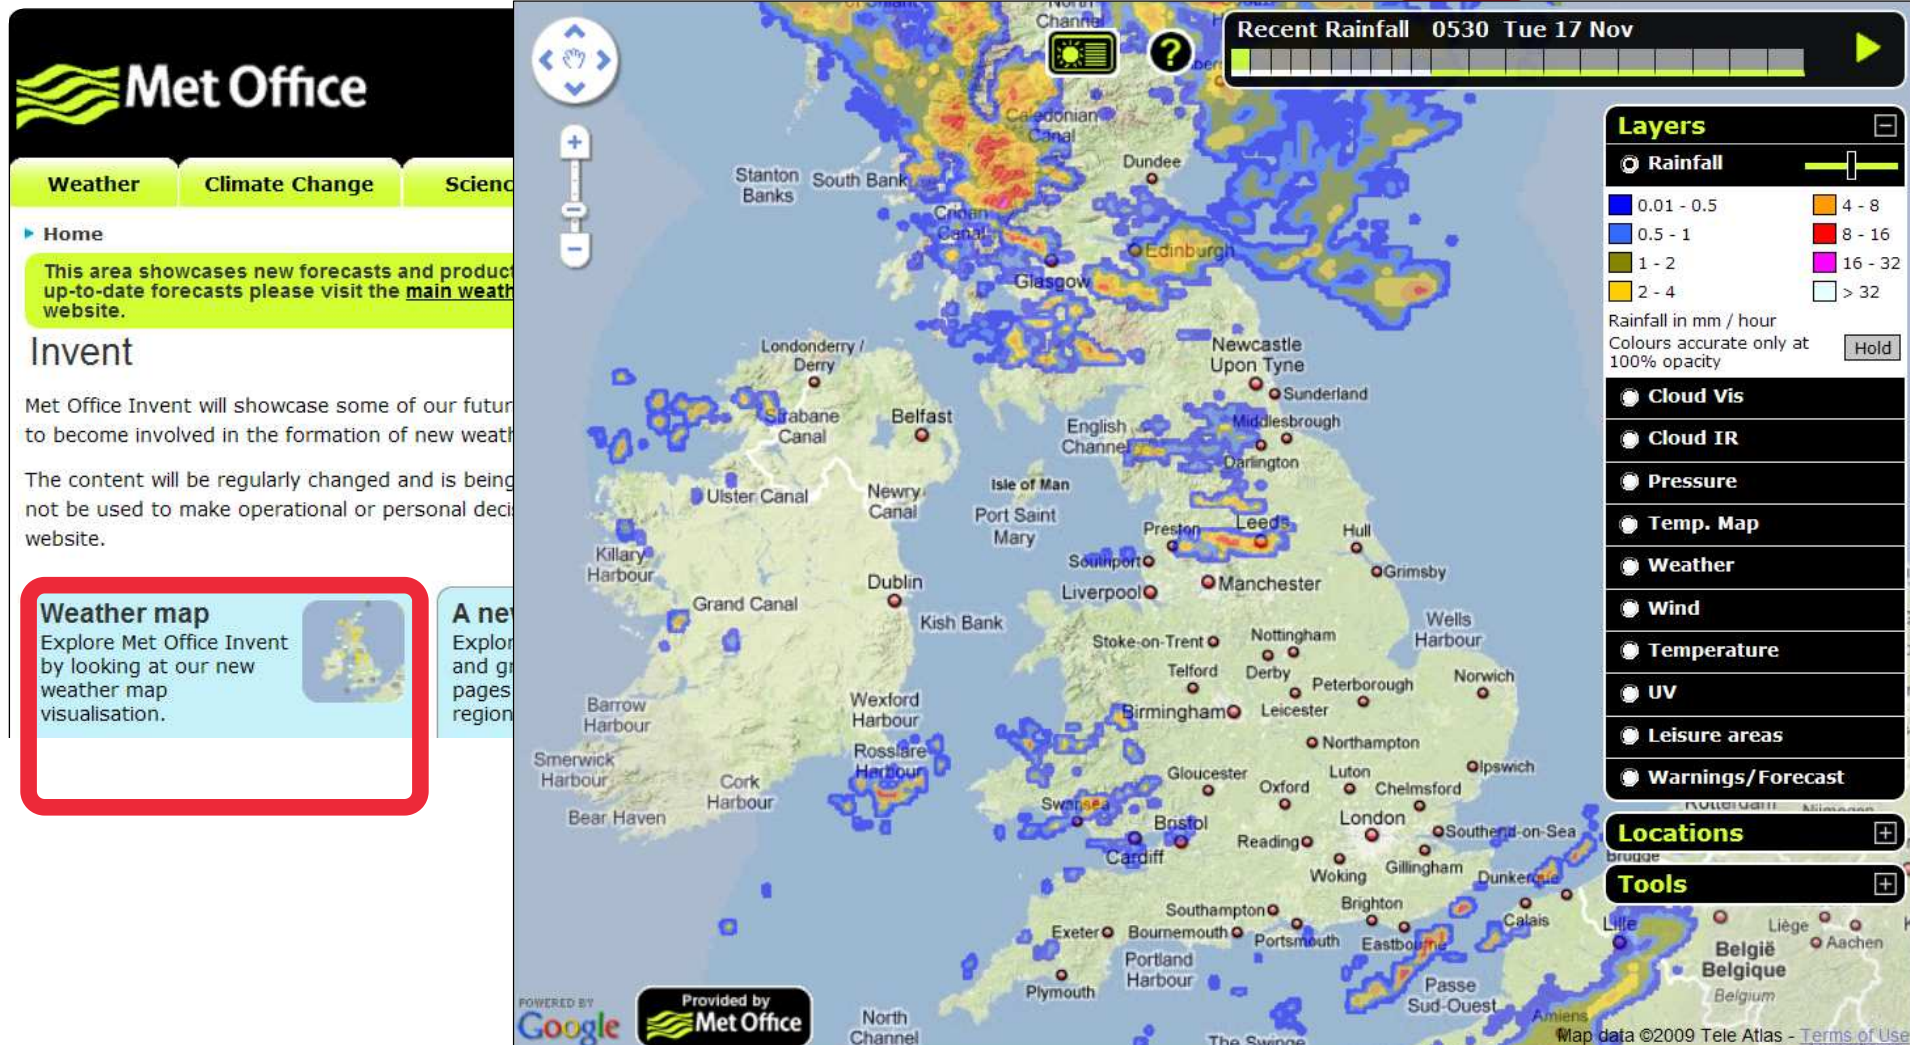 Met Office
Weather
Climate Change
Scienc
Home
This area showcases new forecasts and product
up-to-date forecasts please visit the main weath
website.
Invent
Met Office Invent will showcase some of our futur
to become involved in the formation of new weath
The content will be regularly changed and is being
not be used to make operational or personal deci
website.
Weather map
Explore Met Office Invent
by looking at our new
weather map
visualisation.
A nev
Explor
and gr
pages
region
Recent Rainfall 0530 Tue 17 Nov
?
Layers
Rainfall
0.01 - 0.5
4 - 8
0.5 - 1
8 - 16
1 - 2
16 - 32
2 - 4
> 32
Rainfall in mm / hour
Colours accurate only at
100% opacity
Hold
Cloud Vis
Cloud IR
Pressure
Temp. Map
Weather
Wind
Temperature
UV
Leisure areas
Warnings/Forecast
Locations
Tools
Channel
Caledonian
Canal
Dundee
Stanton
Banks
South Bank
Crinan
Canal
Edinburgh
Glasgow
Londonderry /
Derry
Newcastle
Upon Tyne
Sunderland
Strabane
Canal
Belfast
English
Channel
Middlesbrough
Darlington
Ulster Canal
Newry
Canal
Isle of Man
Port Saint
Mary
Preston
Leeds
Hull
Killary
Harbour
Southport
Grimsby
Dublin
Liverpool
Manchester
Grand Canal
Kish Bank
Wells
Harbour
Stoke-on-Trent
Nottingham
Telford
Derby
Peterborough
Norwich
Barrow
Harbour
Wexford
Harbour
Birmingham
Leicester
Northampton
Rosslare
Harbour
Smerwick
Harbour
Cork
Harbour
Gloucester
Luton
Ipswich
Oxford
Chelmsford
Swansea
Bear Haven
Bristol
London
Southend-on-Sea
Reading
Cardiff
Gillingham
Woking
Dunkerque
Brugge
Rotterdam
Nijmegen
Southampton
Brighton
Calais
Lille
Liège
Exeter
Bournemouth
Portsmouth
Eastbourne
Aachen
België
Belgique
Belgium
Portland
Harbour
Plymouth
Passe
Sud-Ouest
North
Channel
The Swinge
Amiens
POWERED BY
Google
Provided by
Met Office
Map data ©2009 Tele Atlas - Terms of Use